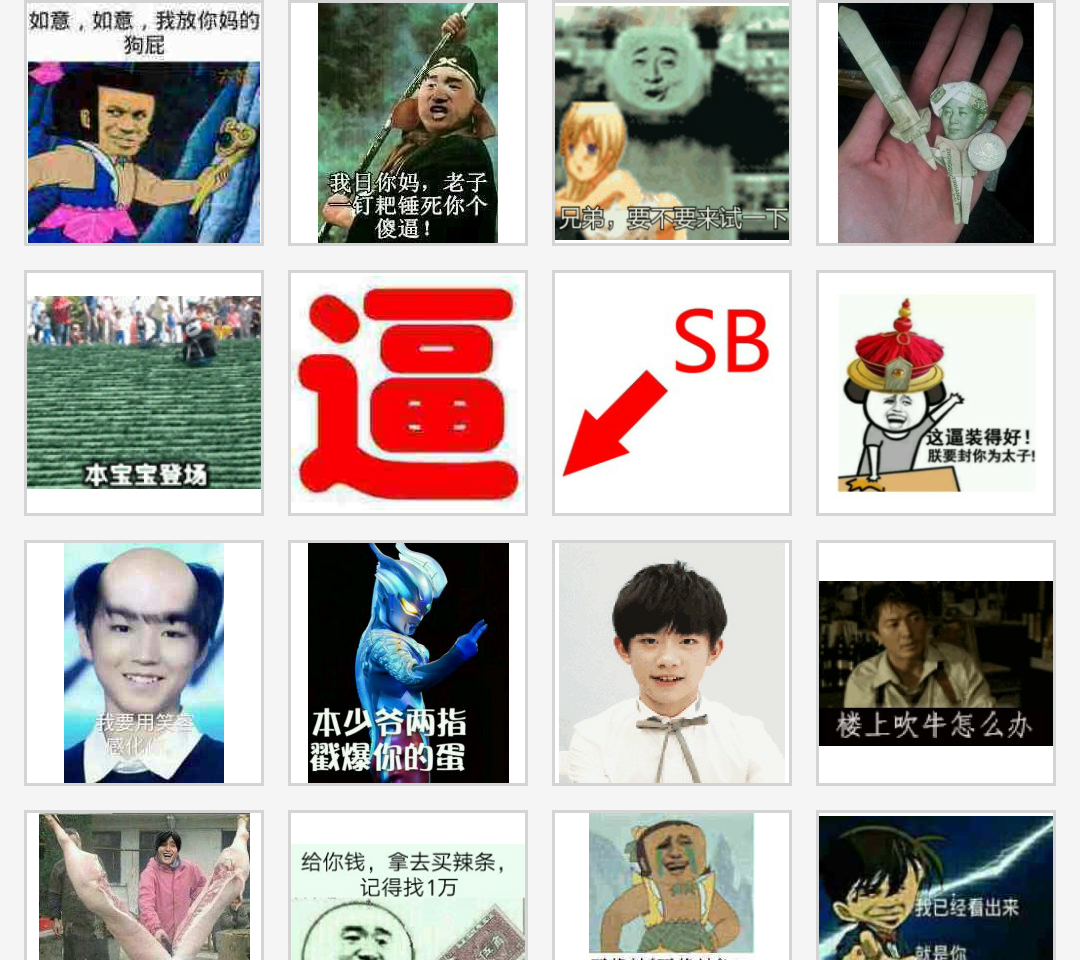 如意，如意，我放你妈的
狗屁
我日你妈，老子
一钉耙锤死你个
傻逼！
兄弟，要不要来试一下
本宝宝登场
逼
SB
这逼装得好！
朕要封你为太子!
我要用笑容
感化你
本少爷两指
戳爆你的蛋
楼上吹牛怎么办
给你钱，拿去买辣条，
记得找1万
我已经看出来
就是你